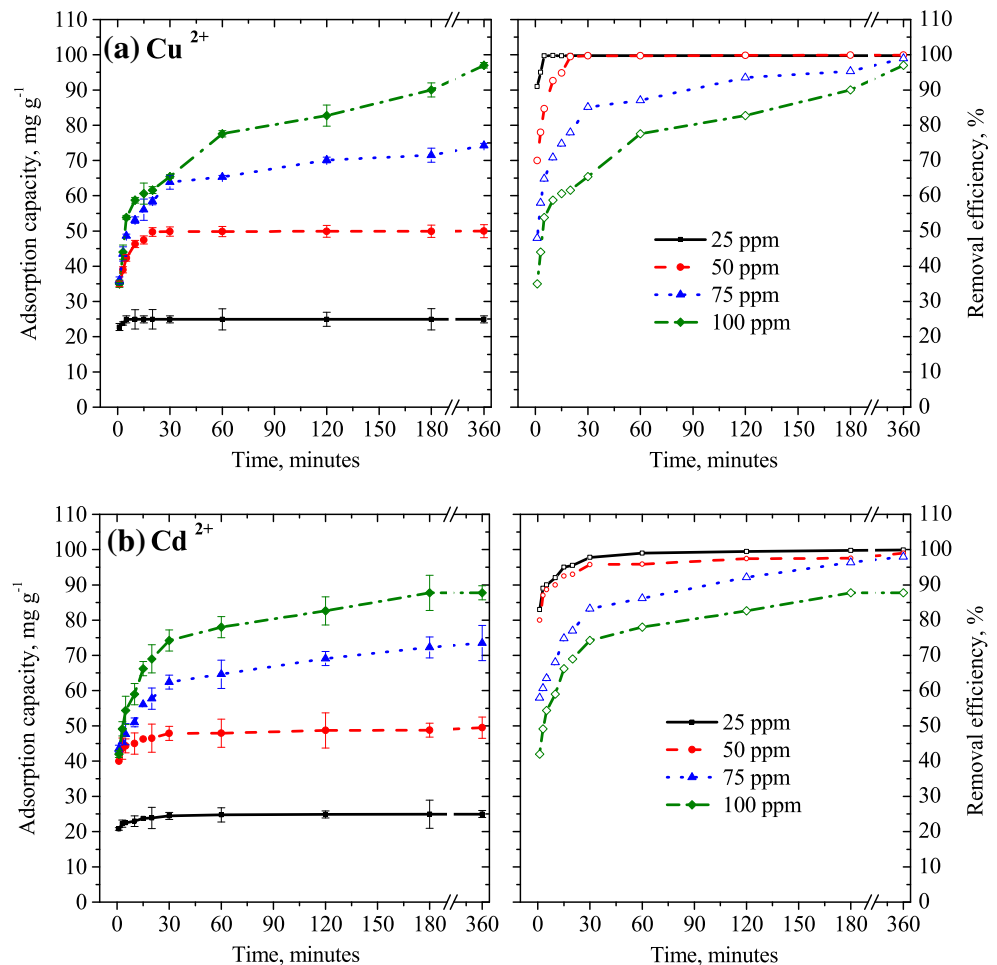 (a) Cu 2+
110
100
90
80
70
60
50
40
30
20
10
0
Adsorption capacity, mg g-1
0 30 60 90 120 150 180 360
Time, minutes
25 ppm
50 ppm
75 ppm
100 ppm
110
100
90
80
70
60
50
40
30
20
10
0
Removal efficiency, %
0 30 60 90 120 150 180 360
Time, minutes
(b) Cd 2+
110
100
90
80
70
60
50
40
30
20
10
0
Adsorption capacity, mg g-1
0 30 60 90 120 150 180 360
Time, minutes
25 ppm
50 ppm
75 ppm
100 ppm
110
100
90
80
70
60
50
40
30
20
10
0
Removal efficiency, %
0 30 60 90 120 150 180 360
Time, minutes